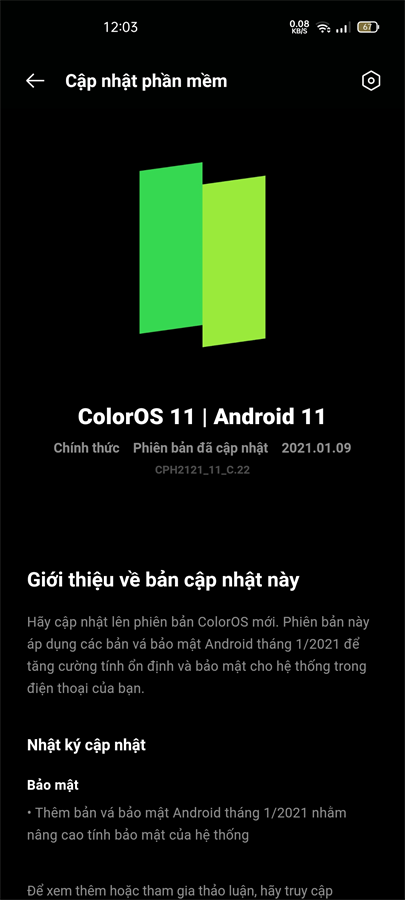 12:03
0.08
KB/S
67
Cập nhật phần mềm
ColorOS 11 | Android 11
Chính thức Phiên bản đã cập nhật 2021.01.09
CPH2121_11_C.22
Giới thiệu về bản cập nhật này
Hãy cập nhật lên phiên bản ColorOS mới. Phiên bản này
áp dụng các bản vá bảo mật Android tháng 1/2021 để
tăng cường tính ổn định và bảo mật cho hệ thống trong
điện thoại của bạn.
Nhật ký cập nhật
Bảo mật
• Thêm bản vá bảo mật Android tháng 1/2021 nhằm
nâng cao tính bảo mật của hệ thống
Để xem thêm hoặc tham gia thảo luận, hãy truy cập